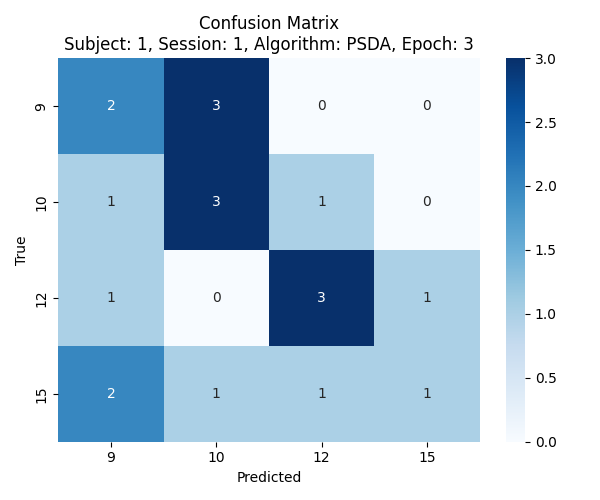 Confusion Matrix
Subject: 1, Session: 1, Algorithm: PSDA, Epoch: 3
True
9 2 3 0 0
10 1 3 1 0
12 1 0 3 1
15 2 1 1 1
9 10 12 15
Predicted
3.0
2.5
2.0
1.5
1.0
0.5
0.0